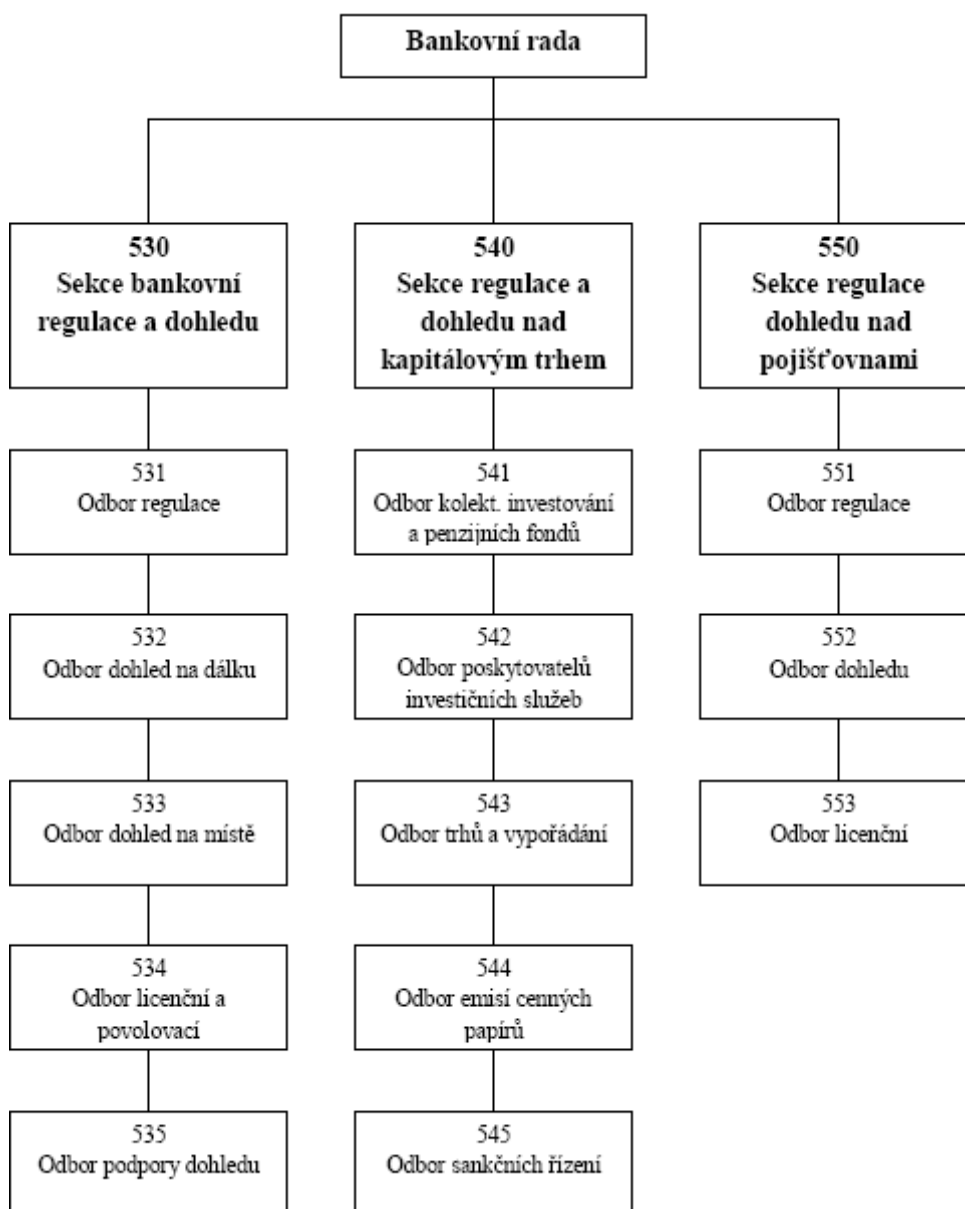 Bankovní rada
530
Sekce bankovní
regulace a dohledu
540
Sekce regulace a
dohledu nad
kapitálovým trhem
550
Sekce regulace
dohledu nad
pojišťovnami
531
Odbor regulace
541
Odbor kolekt. investování
a penzijních fondů
551
Odbor regulace
532
Odbor dohled na dálku
542
Odbor poskytovatelů
investičních služeb
552
Odbor dohledu
533
Odbor dohled na místě
543
Odbor trhů a vypořádání
553
Odbor licenční
534
Odbor licenční a
povolovací
544
Odbor emisí cenných
papírů
535
Odbor podpory dohledu
545
Odbor sankčních řízení